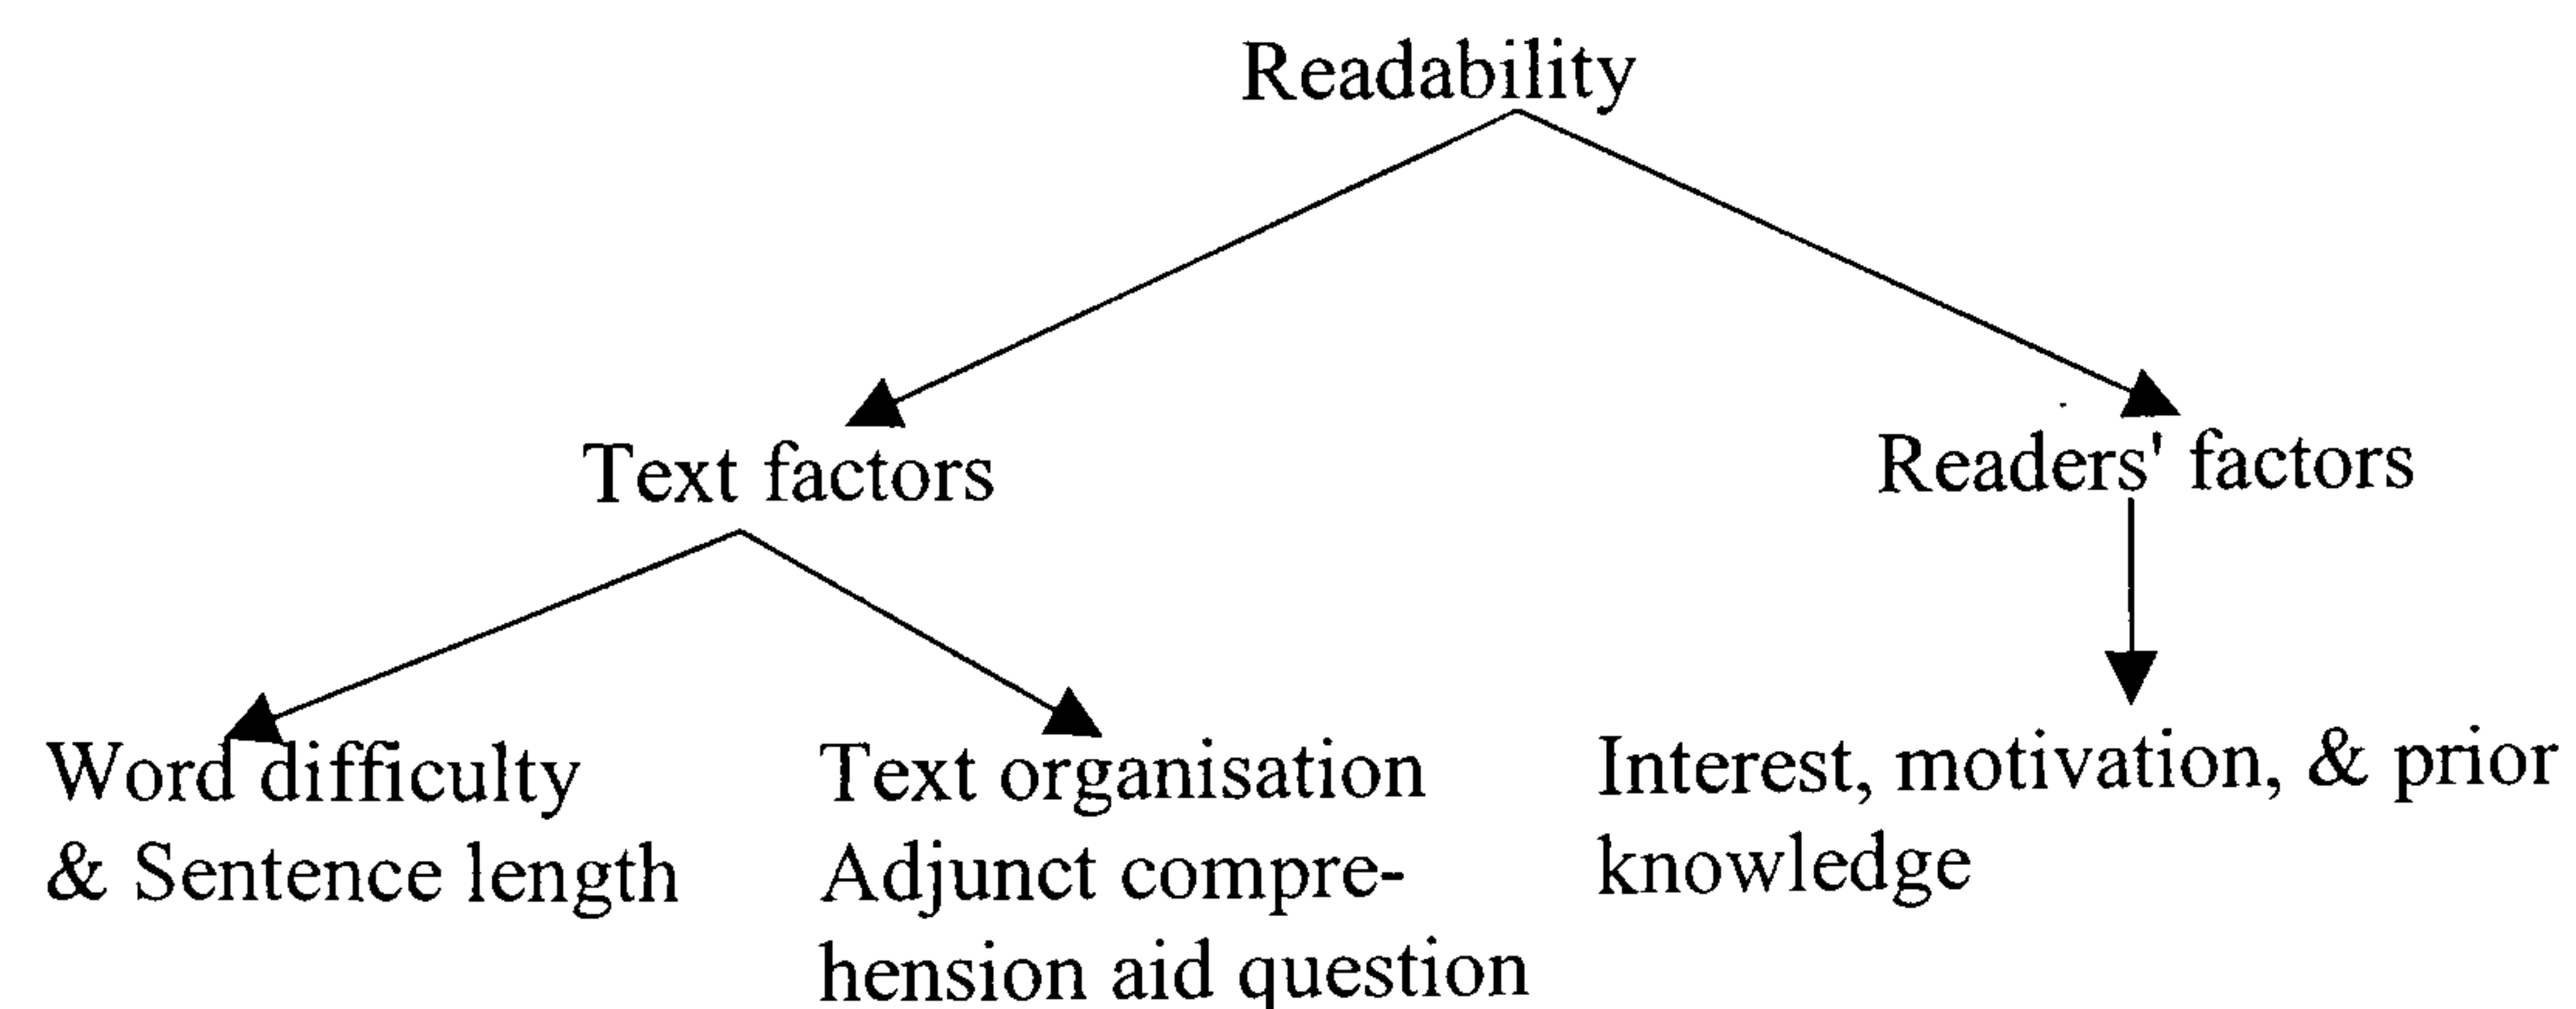 Readability
Text factors
Readers' factors
Word difficulty
& Sentence length
Text organisation
Adjunct compre-
hension aid question
Interest, motivation, & prior
knowledge